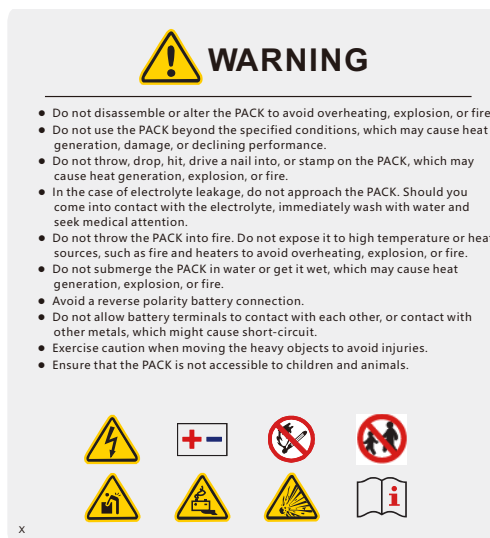 WARNING
● Do not disassemble or alter the PACK to avoid overheating, explosion, or fire
● Do not use the PACK beyond the specified conditions, which may cause heat
generation, damage, or declining performance.
● Do not throw, drop, hit, drive a nail into, or stamp on the PACK, which may
cause heat generation, explosion, or fire.
● In the case of electrolyte leakage, do not approach the PACK. Should you
come into contact with the electrolyte, immediately wash with water and
seek medical attention.
● Do not throw the PACK into fire. Do not expose it to high temperature or heat
sources, such as fire and heaters to avoid overheating, explosion, or fire.
● Do not submerge the PACK in water or get it wet, which may cause heat
generation, explosion, or fire.
● Avoid a reverse polarity battery connection.
● Do not allow battery terminals to contact with each other, or contact with
other metals, which might cause short-circuit.
● Exercise caution when moving the heavy objects to avoid injuries.
● Ensure that the PACK is not accessible to children and animals.
x